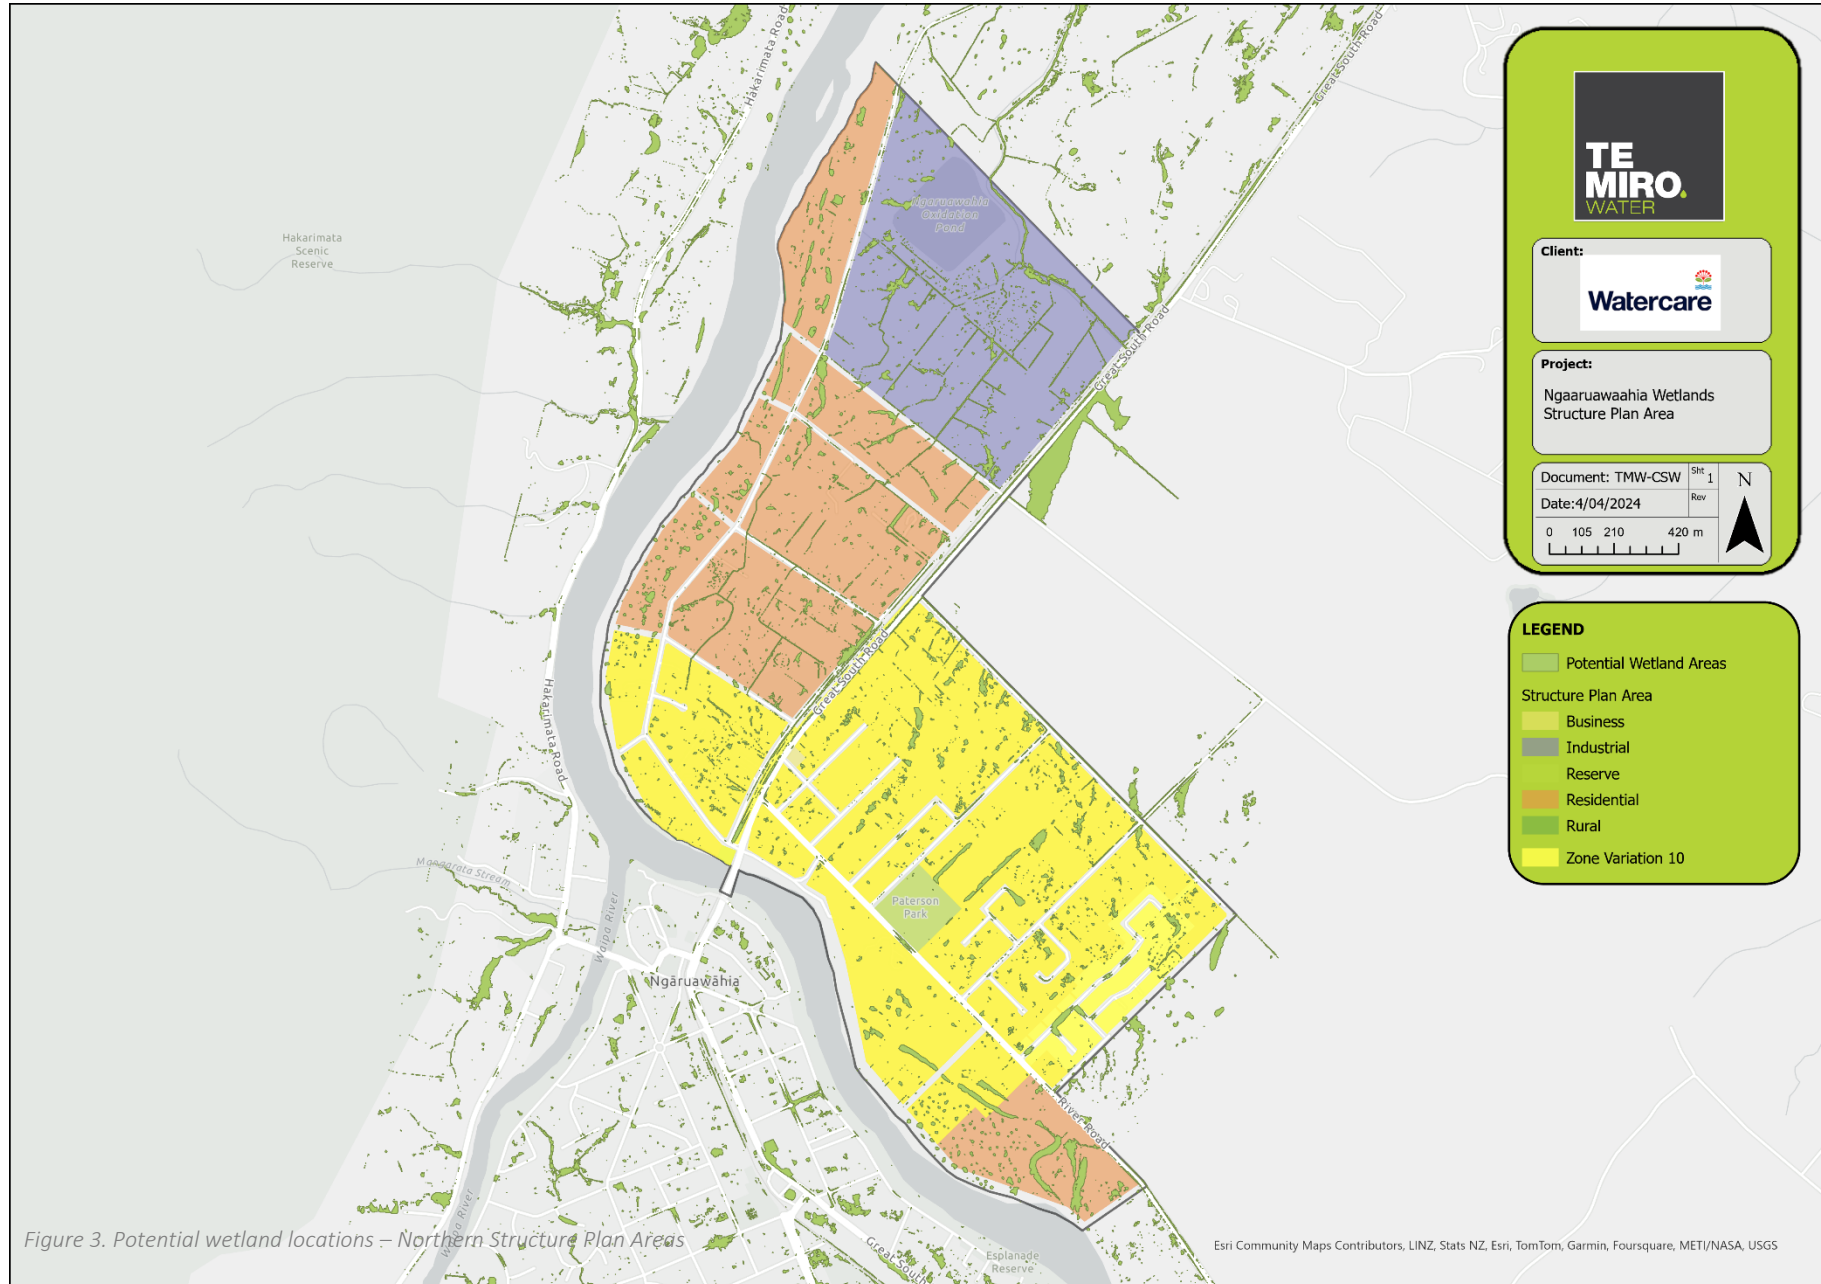 Hakarimata Road
Great South Road
Hakarimata
Scenic
Reserve
Ngaruawahia
Oxidation
Pond
Great South Road
Great South Road
Hakarimata Road
Mangarata Stream
Waipa River
Paterson
Park
Ngāruawāhia
River Road
Waipa River
Great South
Esplanade
Reserve
Figure 3. Potential wetland locations – Northern Structure Plan Areas
TE
MIRO.
WATER
Client:
Watercare
Project:
Ngaaruawaahia Wetlands
Structure Plan Area
Document: TMW-CSW
Sht 1
Date:4/04/2024
Rev
N
0 105 210 420 m
LEGEND
Potential Wetland Areas
Structure Plan Area
Business
Industrial
Reserve
Residential
Rural
Zone Variation 10
Esri Community Maps Contributors, LINZ, Stats NZ, Esri, TomTom, Garmin, Foursquare, METI/NASA, USGS